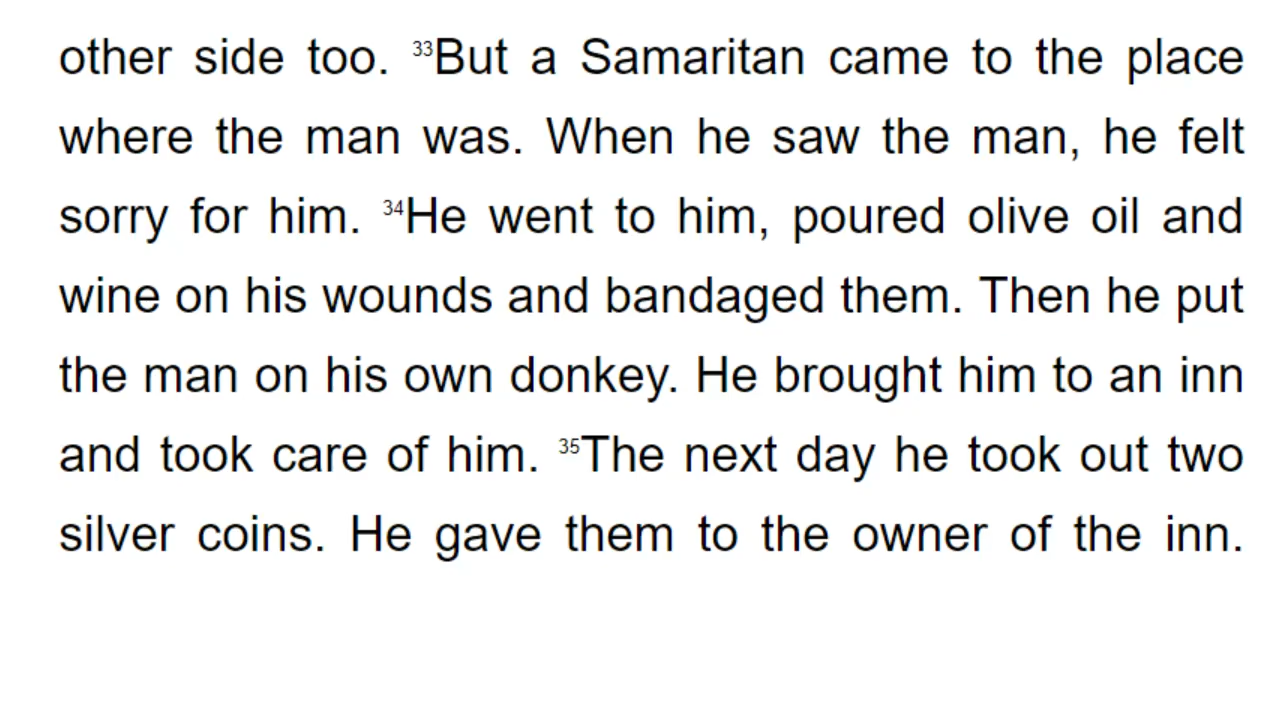 other side too. 33But a Samaritan came to the place
where the man was. When he saw the man, he felt
sorry for him. 34He went to him, poured olive oil and
wine on his wounds and bandaged them. Then he put
the man on his own donkey. He brought him to an inn
and took care of him. 35The next day he took out two
silver coins. He gave them to the owner of the inn.